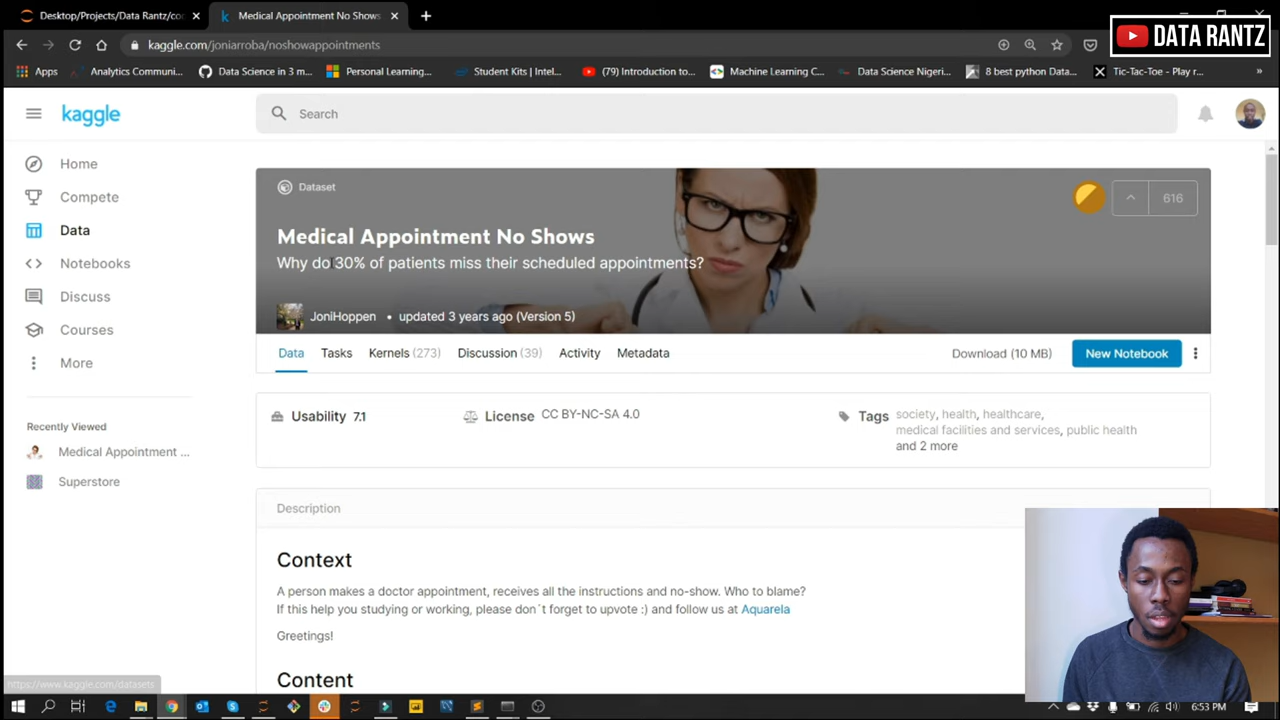 Desktop/Projects/Data Rantz/co
Medical Appointment No Shows
DATA RANTZ
kaggle.com/joniarroba/noshowappointments
Apps
Analytics Communi...
Data Science in 3 m...
Personal Learning...
Student Kits | Intel...
(79) Introduction to...
Machine Learning C...
Data Science Nigeri...
8 best python Data...
Tic-Tac-Toe - Play r...
»
kaggle
Search
Home
Compete
Data
Notebooks
Discuss
Courses
More
Recently Viewed
Medical Appointment ...
Superstore
Dataset
616
Medical Appointment No Shows
Why do 30% of patients miss their scheduled appointments?
JoniHoppen • updated 3 years ago (Version 5)
Data
Tasks
Kernels (273)
Discussion (39)
Activity
Metadata
Download (10 MB)
New Notebook
Usability 7.1
License CC BY-NC-SA 4.0
Tags society, health, healthcare,
medical facilities and services, public health
and 2 more
Description
Context
A person makes a doctor appointment, receives all the instructions and no-show. Who to blame?
If this help you studying or working, please don´t forget to upvote :) and follow us at Aquarela
Greetings!
Content
https://www.kaggle.com/datasets
6:53 PM